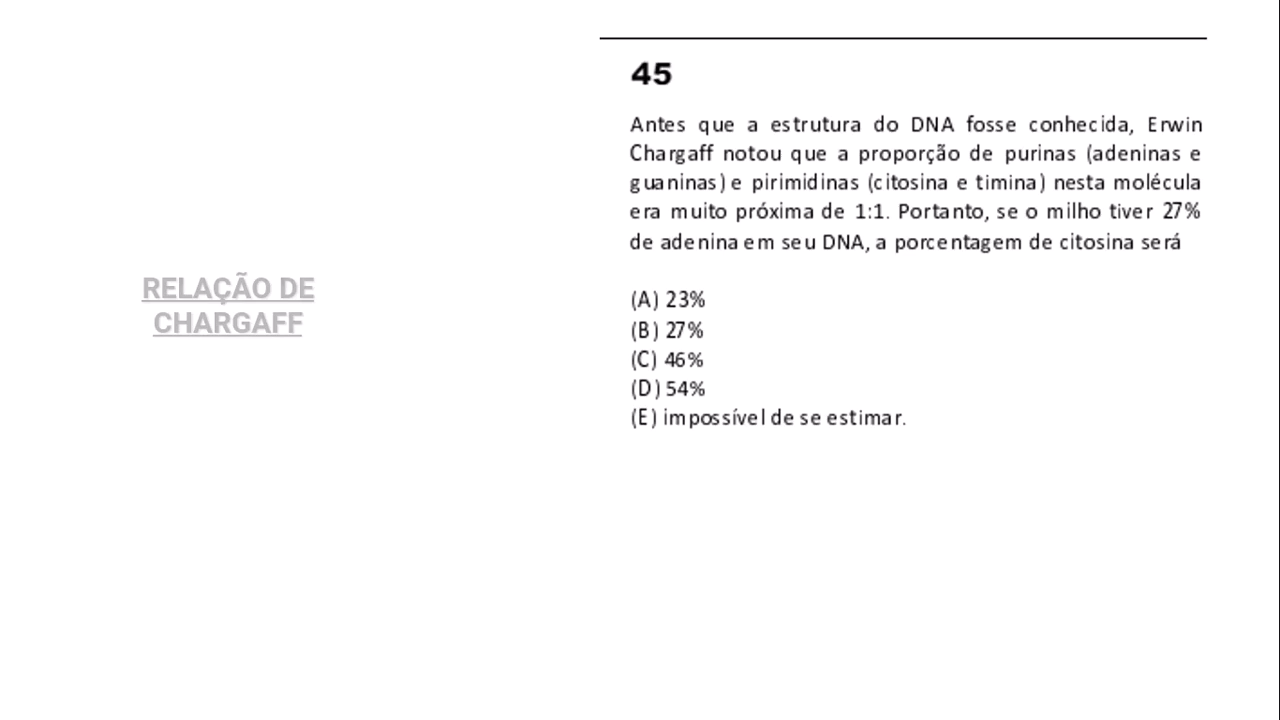 RELAÇÃO DE
CHARGAFF
45
Antes que a estrutura do DNA fosse conhecida, Erwin
Chargaff notou que a proporção de purinas (adeninas e
guaninas) e pirimidinas (citosina e timina) nesta molécula
era muito próxima de 1:1. Portanto, se o milho tiver 27%
de adenina em seu DNA, a porcentagem de citosina será
(A) 23%
(B) 27%
(C) 46%
(D) 54%
(E) impossível de se estimar.